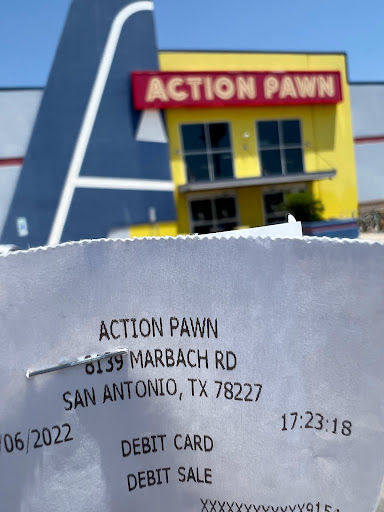 ACTION PAWN
ACTION PAWN
8139 MARBACH RD
SAN ANTONIO, TX 78227
17:23:18
/06/2022
DEBIT CARD
DEBIT SALE
XXXXXXXXXXXX9154